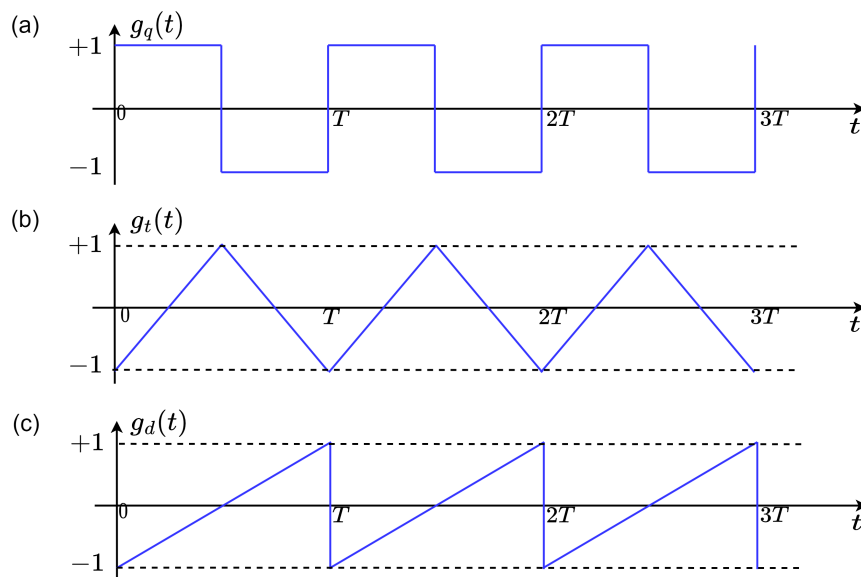 (a) g_q(t)
+1
0 T 2T 3T t
−1
(b) g_t(t)
+1
0 T 2T 3T t
−1
(c) g_d(t)
+1
0 T 2T 3T t
−1